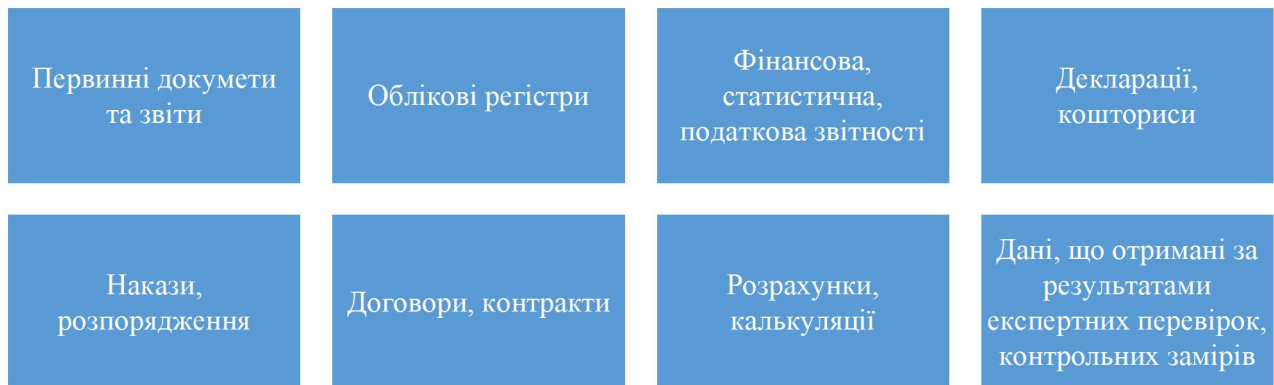 Первинні докумети
та звіти
Облікові регістри
Фінансова,
статистична,
податкова звітності
Декларації,
кошториси
Накази,
розпорядження
Договори, контракти
Розрахунки,
калькуляції
Дані, що отримані за
результатами
експертних перевірок,
контрольних замірів